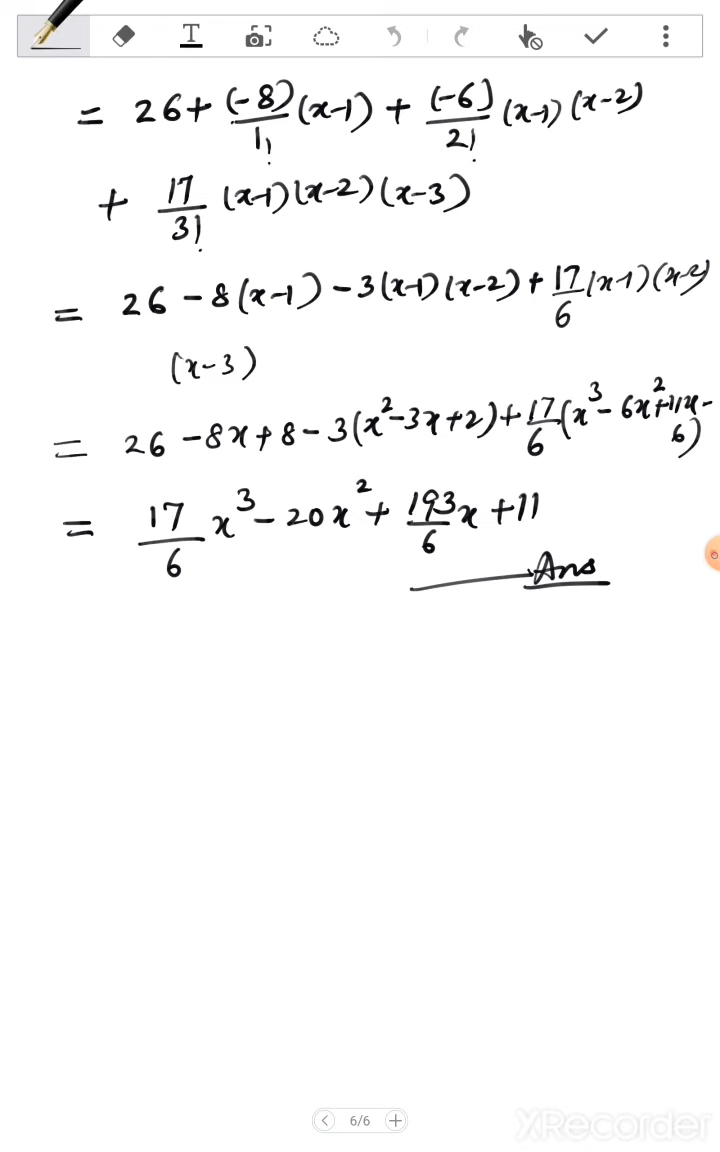 T
= 26 + (-8)/1! (x-1) + (-6)/2! (x-1) (x-2)
+ 17/3! (x-1) (x-2) (x-3)
= 26 - 8(x-1) - 3(x-1) (x-2) + 17/6 (x-1) (x-2)
(x-3)
= 26 - 8x + 8 - 3(x² - 3x + 2) + 17/6 (x³ - 6x² + 11x - 6)
= 17/6 x³ - 20x² + 193/6 x + 11
Ans
6/6
XRecorder